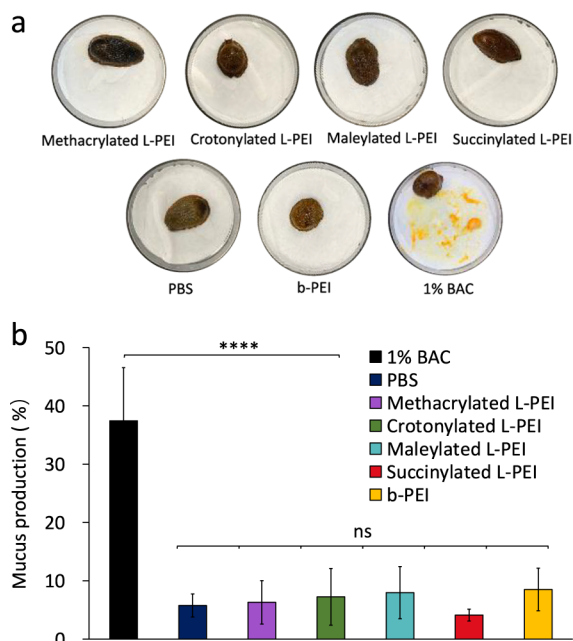 a
Methacrylated L-PEI
Crotonylated L-PEI
Maleylated L-PEI
Succinylated L-PEI
PBS
b-PEI
1% BAC
b
Mucus production ( %)
50
40
30
20
10
0
****
ns
1% BAC
PBS
Methacrylated L-PEI
Crotonylated L-PEI
Maleylated L-PEI
Succinylated L-PEI
b-PEI